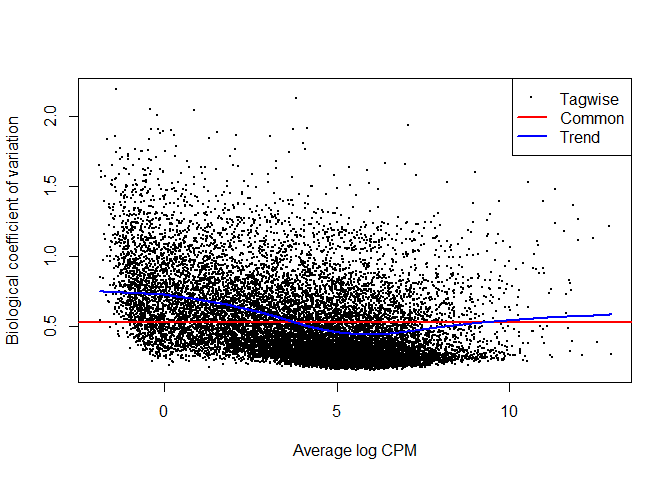 Tagwise
Common
Trend
Biological coefficient of variation
2.0
1.5
1.0
0.5
0 5 10
Average log CPM